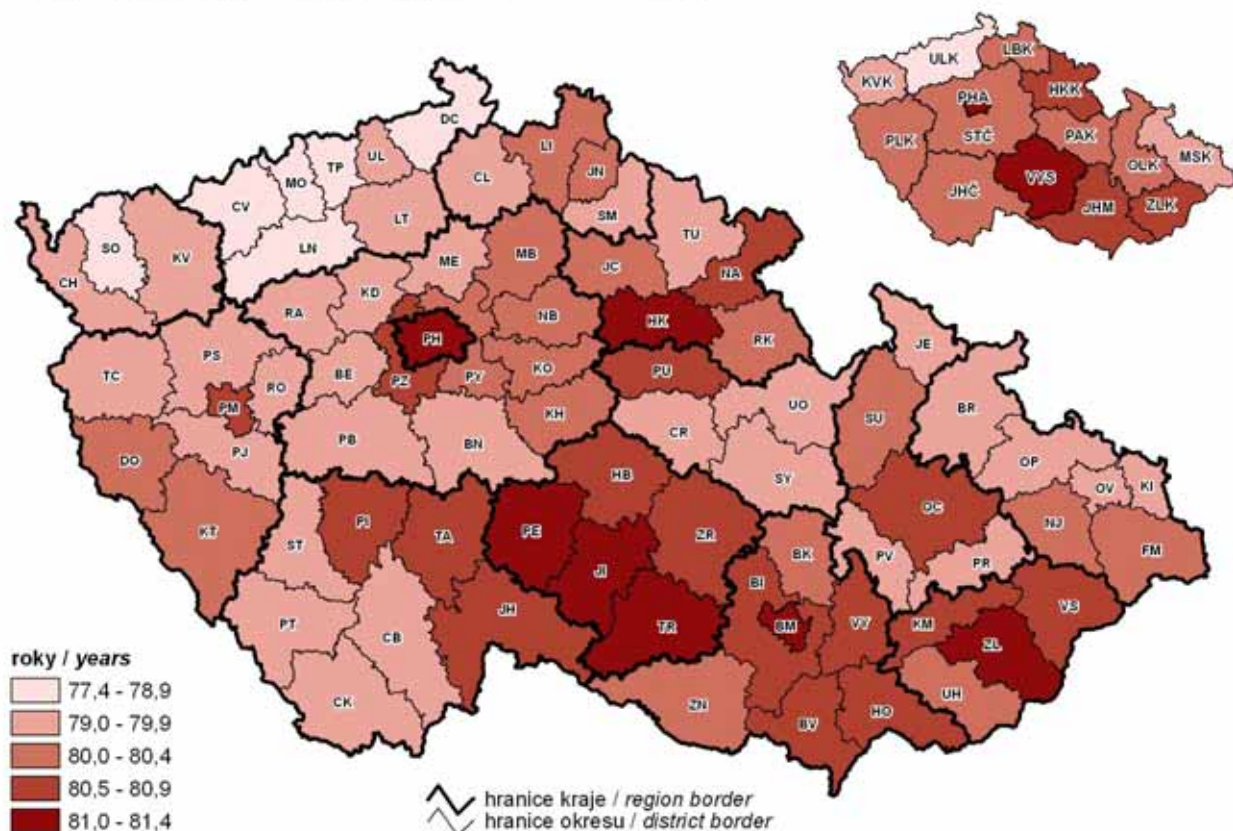 ULK
LBK
KVK
HKK
PHA
STČ
PLK
PAK
OLK
MSK
VYS
JHČ
JHM
ZLK
DC
LI
UL
TP
MO
JN
CL
CV
LT
SM
TU
SO
KV
LN
MB
ME
JC
NA
CH
KD
RA
NB
HK
PH
RK
JE
TC
PS
BE
KO
PU
RO
PZ
PY
UO
BR
PM
KH
CR
SU
PB
BN
OP
PJ
DO
SY
OV
KI
HB
OC
PI
KT
PE
TA
ZR
NJ
ST
BK
FM
PV
PR
JI
BI
VS
JH
PT
TR
BM
VY
KM
CB
ZL
UH
CK
ZN
HO
BV
roky / years
77,4 - 78,9
79,0 - 79,9
80,0 - 80,4
80,5 - 80,9
81,0 - 81,4
hranice kraje / region border
hranice okresu / district border